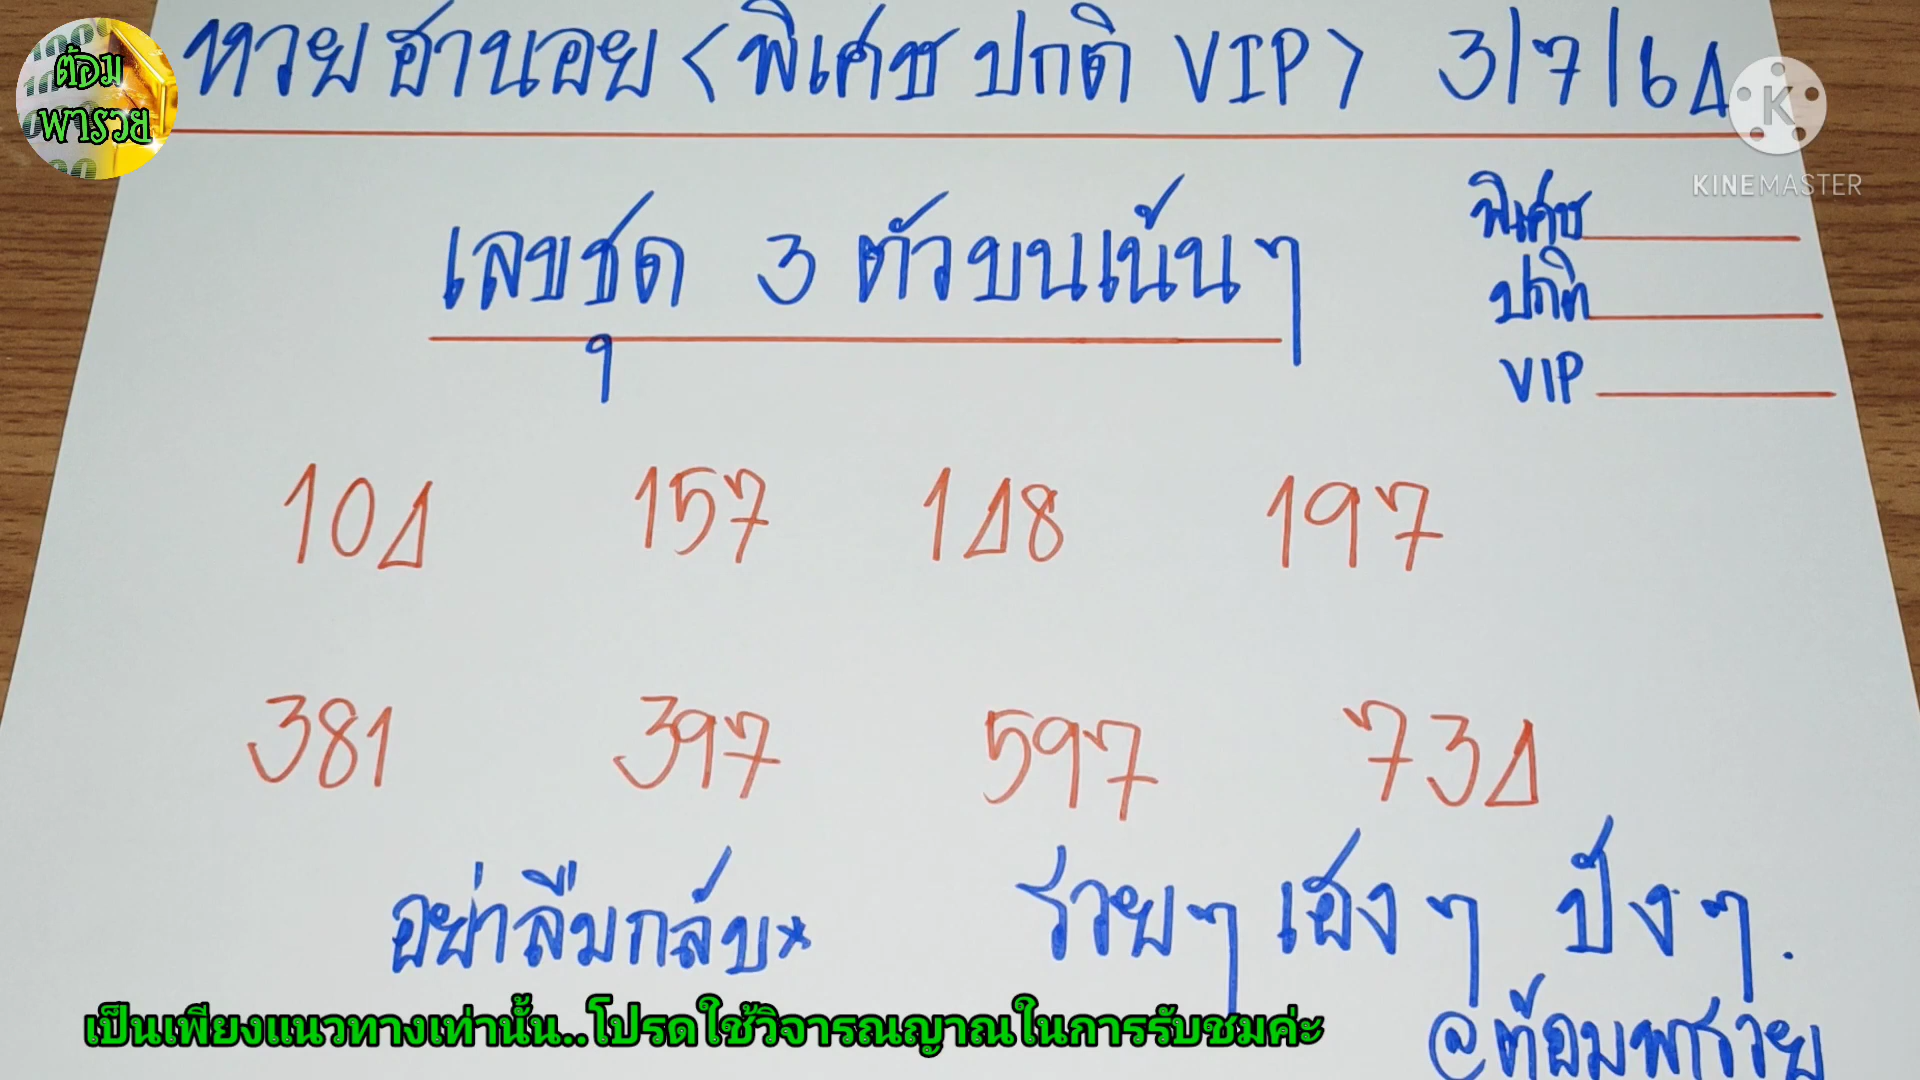 ต้อม
พารวย
หวยฮานอย <พิเศษ ปกติ VIP> 3/7/64
KINEMASTER
พิเศษ
เลขชุด 3 ตัวบนเน้นๆ
ปกติ
VIP
104 157 148 197
381 397 597 734
อย่าลืมกลับ* รวยๆ เฮงๆ ปังๆ.
เป็นเพียงแนวทางเท่านั้น..โปรดใช้วิจารณญาณในการรับชมค่ะ
@ต้อมพารวย